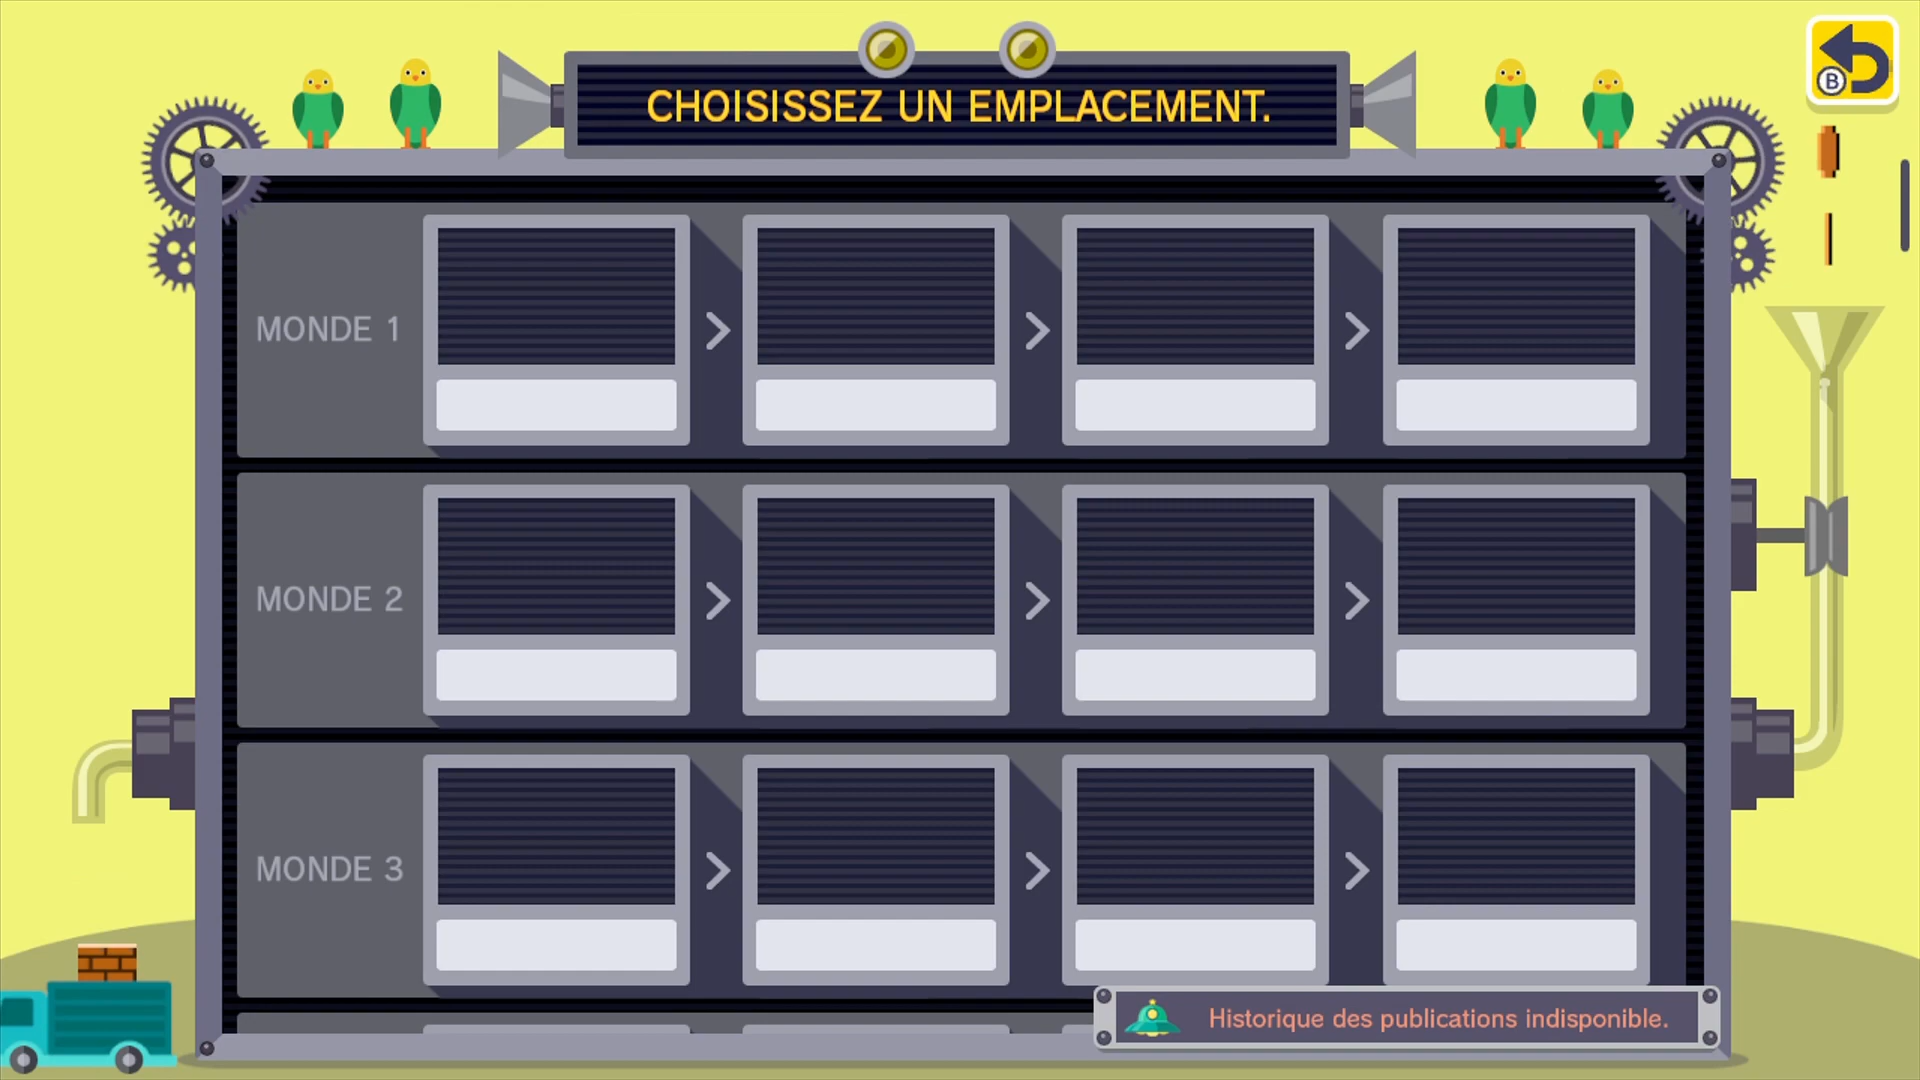 CHOISISSEZ UN EMPLACEMENT.
B
MONDE 1
MONDE 2
MONDE 3
Historique des publications indisponible.